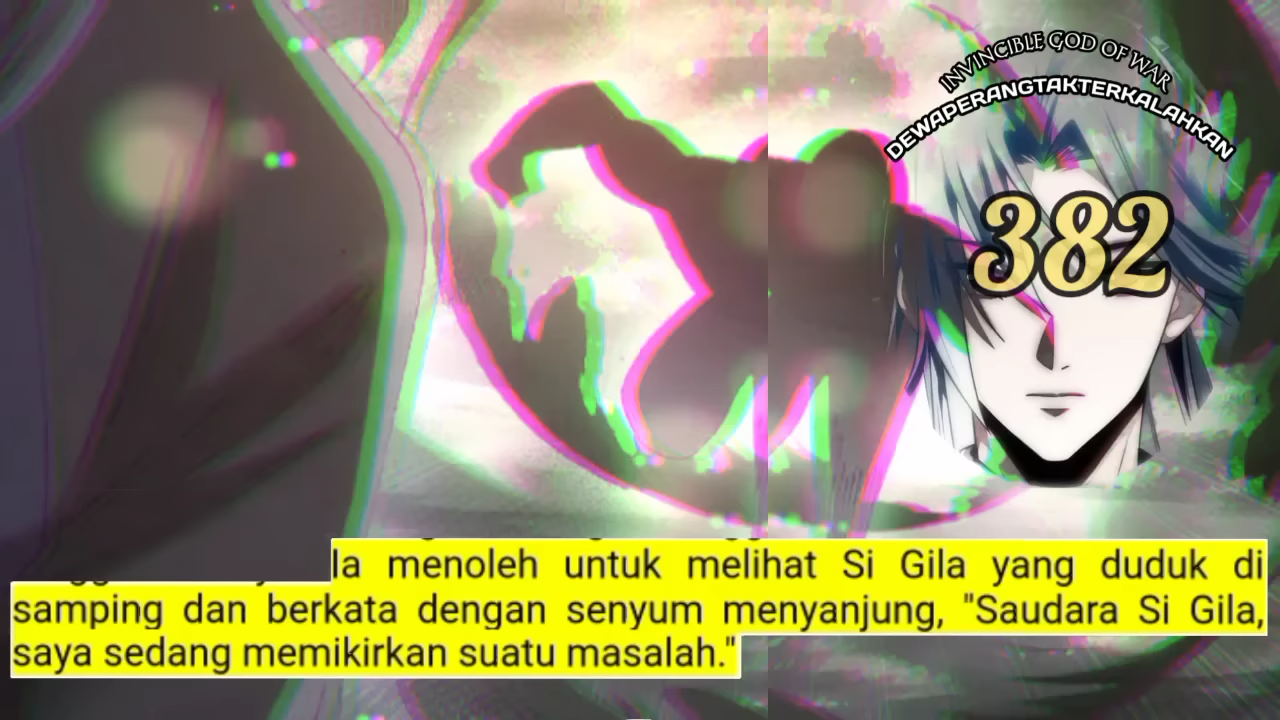 INVINCIBLE GOD OF WAR
DEWAPERANGTAKTERKALAHKAN
382
Ia menoleh untuk melihat Si Gila yang duduk di
samping dan berkata dengan senyum menyanjung, "Saudara Si Gila,
saya sedang memikirkan suatu masalah."